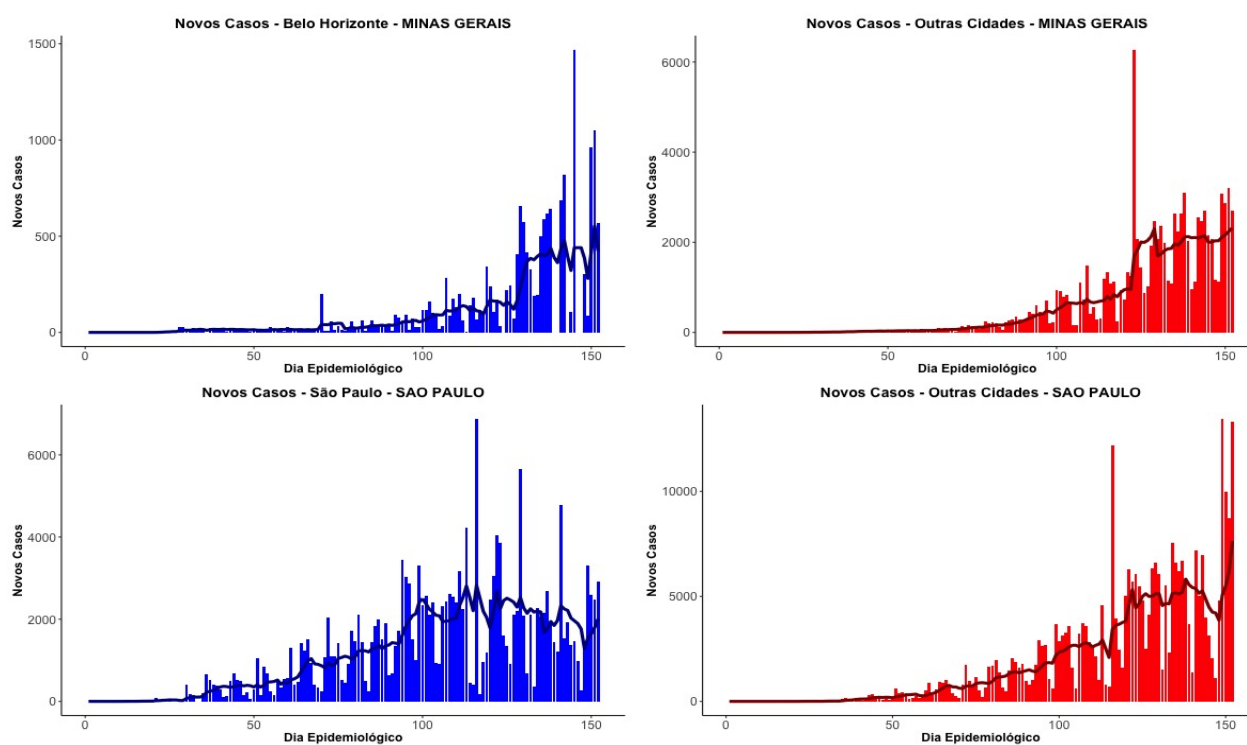 Novos Casos - Belo Horizonte - MINAS GERAIS
1500
1000
500
0
Novos Casos
0
50
100
150
Dia Epidemiológico
Novos Casos - Outras Cidades - MINAS GERAIS
6000
4000
2000
0
Novos Casos
0
50
100
150
Dia Epidemiológico
Novos Casos - São Paulo - SAO PAULO
6000
4000
2000
0
Novos Casos
0
50
100
150
Dia Epidemiológico
Novos Casos - Outras Cidades - SAO PAULO
10000
5000
0
Novos Casos
0
50
100
150
Dia Epidemiológico